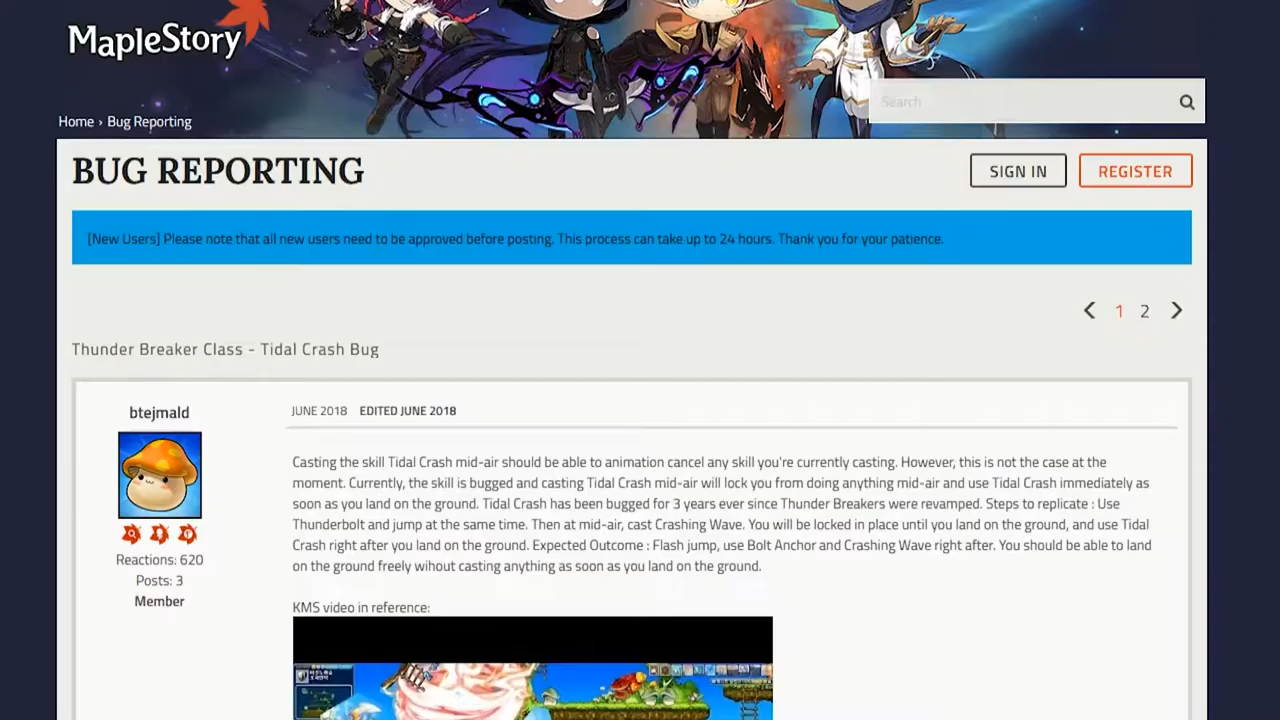 MapleStory
Search
Home › Bug Reporting
BUG REPORTING
SIGN IN
REGISTER
[New Users] Please note that all new users need to be approved before posting. This process can take up to 24 hours. Thank you for your patience.
1 2
Thunder Breaker Class - Tidal Crash Bug
btejmald
JUNE 2018 EDITED JUNE 2018
Casting the skill Tidal Crash mid-air should be able to animation cancel any skill you're currently casting. However, this is not the case at the
moment. Currently, the skill is bugged and casting Tidal Crash mid-air will lock you from doing anything mid-air and use Tidal Crash immediately as
soon as you land on the ground. Tidal Crash has been bugged for 3 years ever since Thunder Breakers were revamped. Steps to replicate : Use
Thunderbolt and jump at the same time. Then at mid-air, cast Crashing Wave. You will be locked in place until you land on the ground, and use Tidal
Crash right after you land on the ground. Expected Outcome : Flash jump, use Bolt Anchor and Crashing Wave right after. You should be able to land
on the ground freely wihout casting anything as soon as you land on the ground.
Reactions: 620
Posts: 3
Member
KMS video in reference: